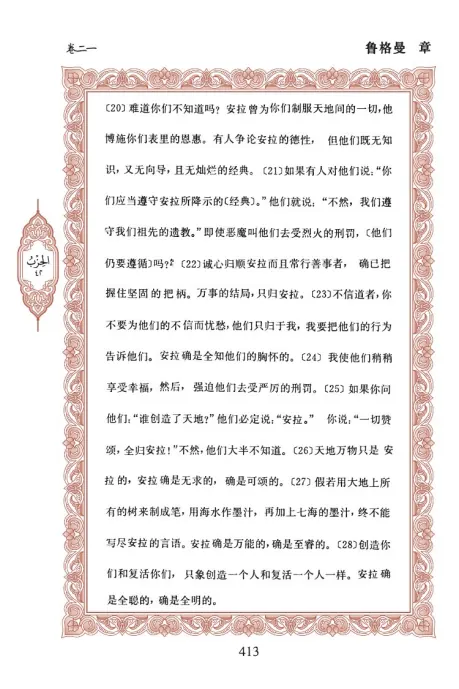 卷二一
鲁格曼 章
〔20〕难道你们不知道吗？安拉曾为你们制服天地间的一切，他
博施你们表里的恩惠。有人争论安拉的德性， 但他们既无知
识，又无向导，且无灿烂的经典。〔21〕如果有人对他们说：“你
们应当遵守安拉所降示的〔经典〕。”他们就说：“不然，我们遵
守我们祖先的遗教。”即使恶魔叫他们去受烈火的刑罚，〔他们
仍要遵循〕吗？
〔22〕诚心归顺安拉而且常行善事者， 确已把
握住坚固的把柄。万事的结局，只归安拉。〔23〕不信道者，你
不要为他们的不信而忧愁，他们只归于我，我要把他们的行为
告诉他们。安拉确是全知他们的胸怀的。〔24〕我使他们稍稍
享受幸福，然后， 强迫他们去受严厉的刑罚。〔25〕如果你问
他们：“谁创造了天地？”他们必定说：“安拉。” 你说：“一切赞
颂，全归安拉！”不然，他们大半不知道。〔26〕天地万物只是安
拉的，安拉确是无求的，确是可颂的。〔27〕假若用大地上所
有的树来制成笔，用海水作墨汁，再加上七海的墨汁，终不能
写尽安拉的言语。安拉确是万能的，确是至睿的。〔28〕创造你
们和复活你们， 只象创造一个人和复活一个人一样。安拉确
是全聪的，确是全明的。
الحزب
٤٢
413